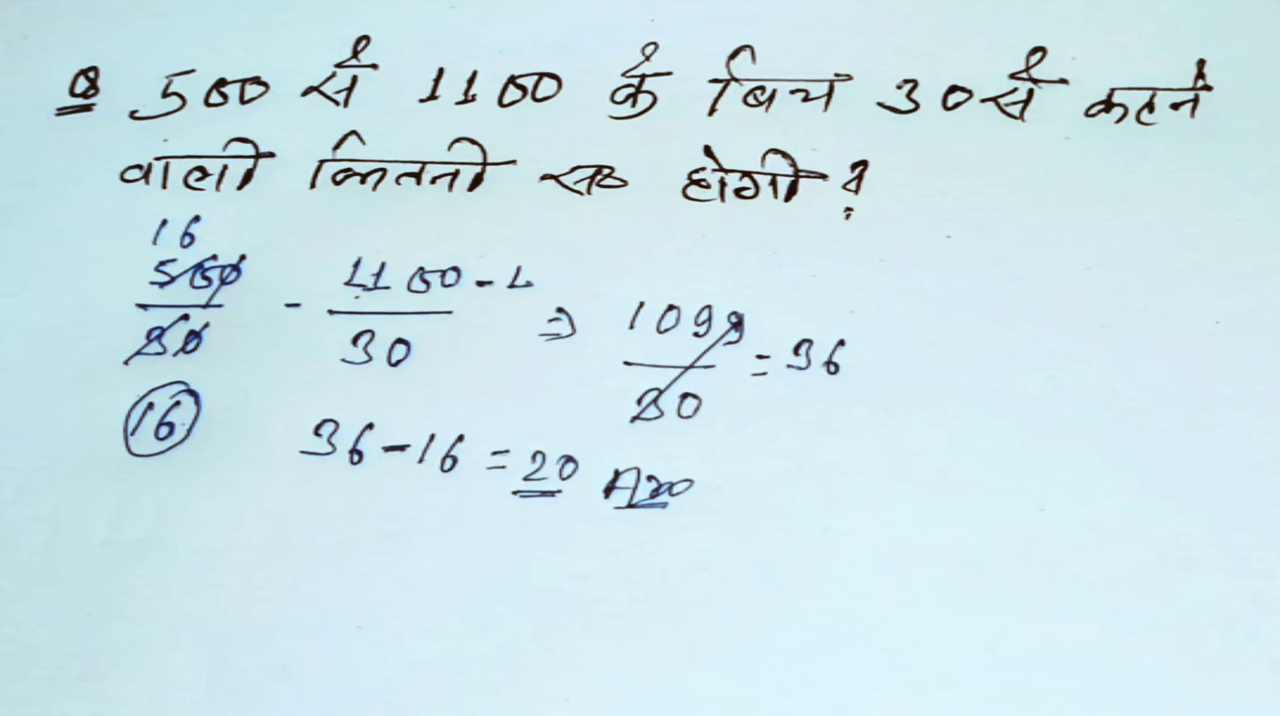 Q 500 से 1100 के बिच 30 से कटने
वाली कितनी सं० होगी ?
16
500/30 - 1100-1/30 ⇒ 1099/30 = 36
16
36-16 = 20 Ans